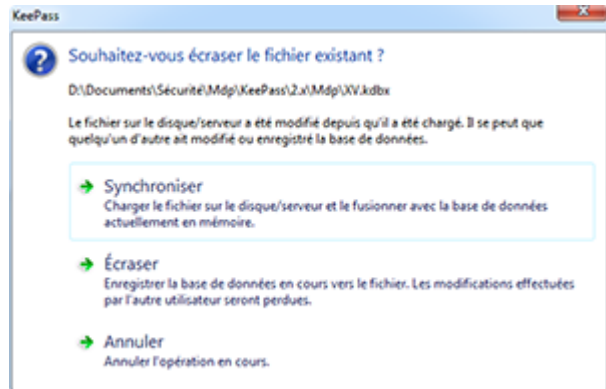 KeePass
Souhaitez-vous écraser le fichier existant ?
D:\Documents\Sécurité\Mdp\KeePass\2.x\Mdp\XV.kdbx
Le fichier sur le disque/serveur a été modifié depuis qu'il a été chargé. Il se peut que
quelqu'un d'autre ait modifié ou enregistré la base de données.
Synchroniser
Charger le fichier sur le disque/serveur et le fusionner avec la base de données
actuellement en mémoire.
Écraser
Enregistrer la base de données en cours vers le fichier. Les modifications effectuées
par l'autre utilisateur seront perdues.
Annuler
Annuler l'opération en cours.